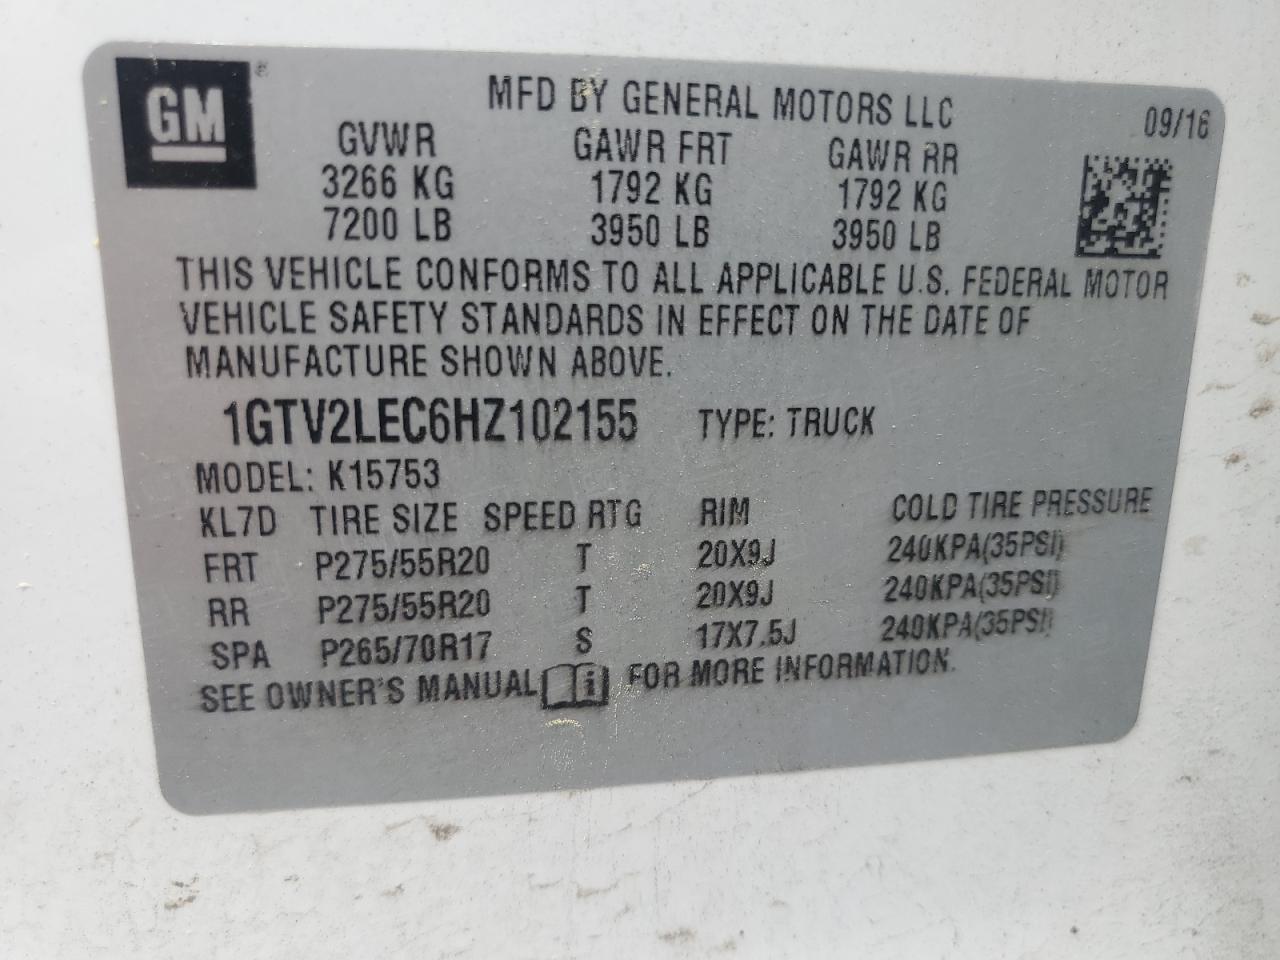 GM®
MFD BY GENERAL MOTORS LLC
09/16
GVWR GAWR FRT GAWR RR
3266 KG 1792 KG 1792 KG
7200 LB 3950 LB 3950 LB
THIS VEHICLE CONFORMS TO ALL APPLICABLE U.S. FEDERAL MOTOR
VEHICLE SAFETY STANDARDS IN EFFECT ON THE DATE OF
MANUFACTURE SHOWN ABOVE.
1GTV2LEC6HZ102155 TYPE: TRUCK
MODEL: K15753
KL7D TIRE SIZE SPEED RTG RIM COLD TIRE PRESSURE
FRT P275/55R20 T 20X9J 240KPA(35PSI)
RR P275/55R20 T 20X9J 240KPA(35PSI)
SPA P265/70R17 S 17X7.5J 240KPA(35PSI)
SEE OWNER'S MANUAL i FOR MORE INFORMATION.